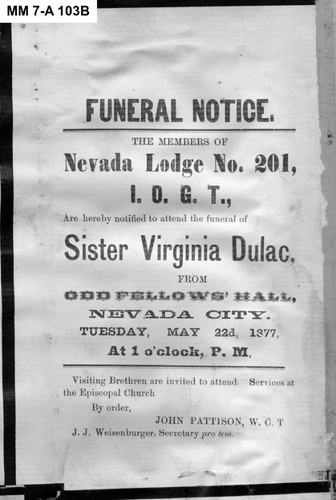 MM 7-A 103B
FUNERAL NOTICE.
THE MEMBERS OF
Nevada Lodge No. 201,
I. O. G. T.,
Are hereby notified to attend the funeral of
Sister Virginia Dulac,
FROM
ODD FELLOWS' HALL,
NEVADA CITY.
TUESDAY, MAY 22d, 1877,
At 1 o'clock, P. M.
Visiting Brethren are invited to attend. Services at
the Episcopal Church
By order,
JOHN PATTISON, W. C. T
J. J. Weisenburger, Secretary pro tem.